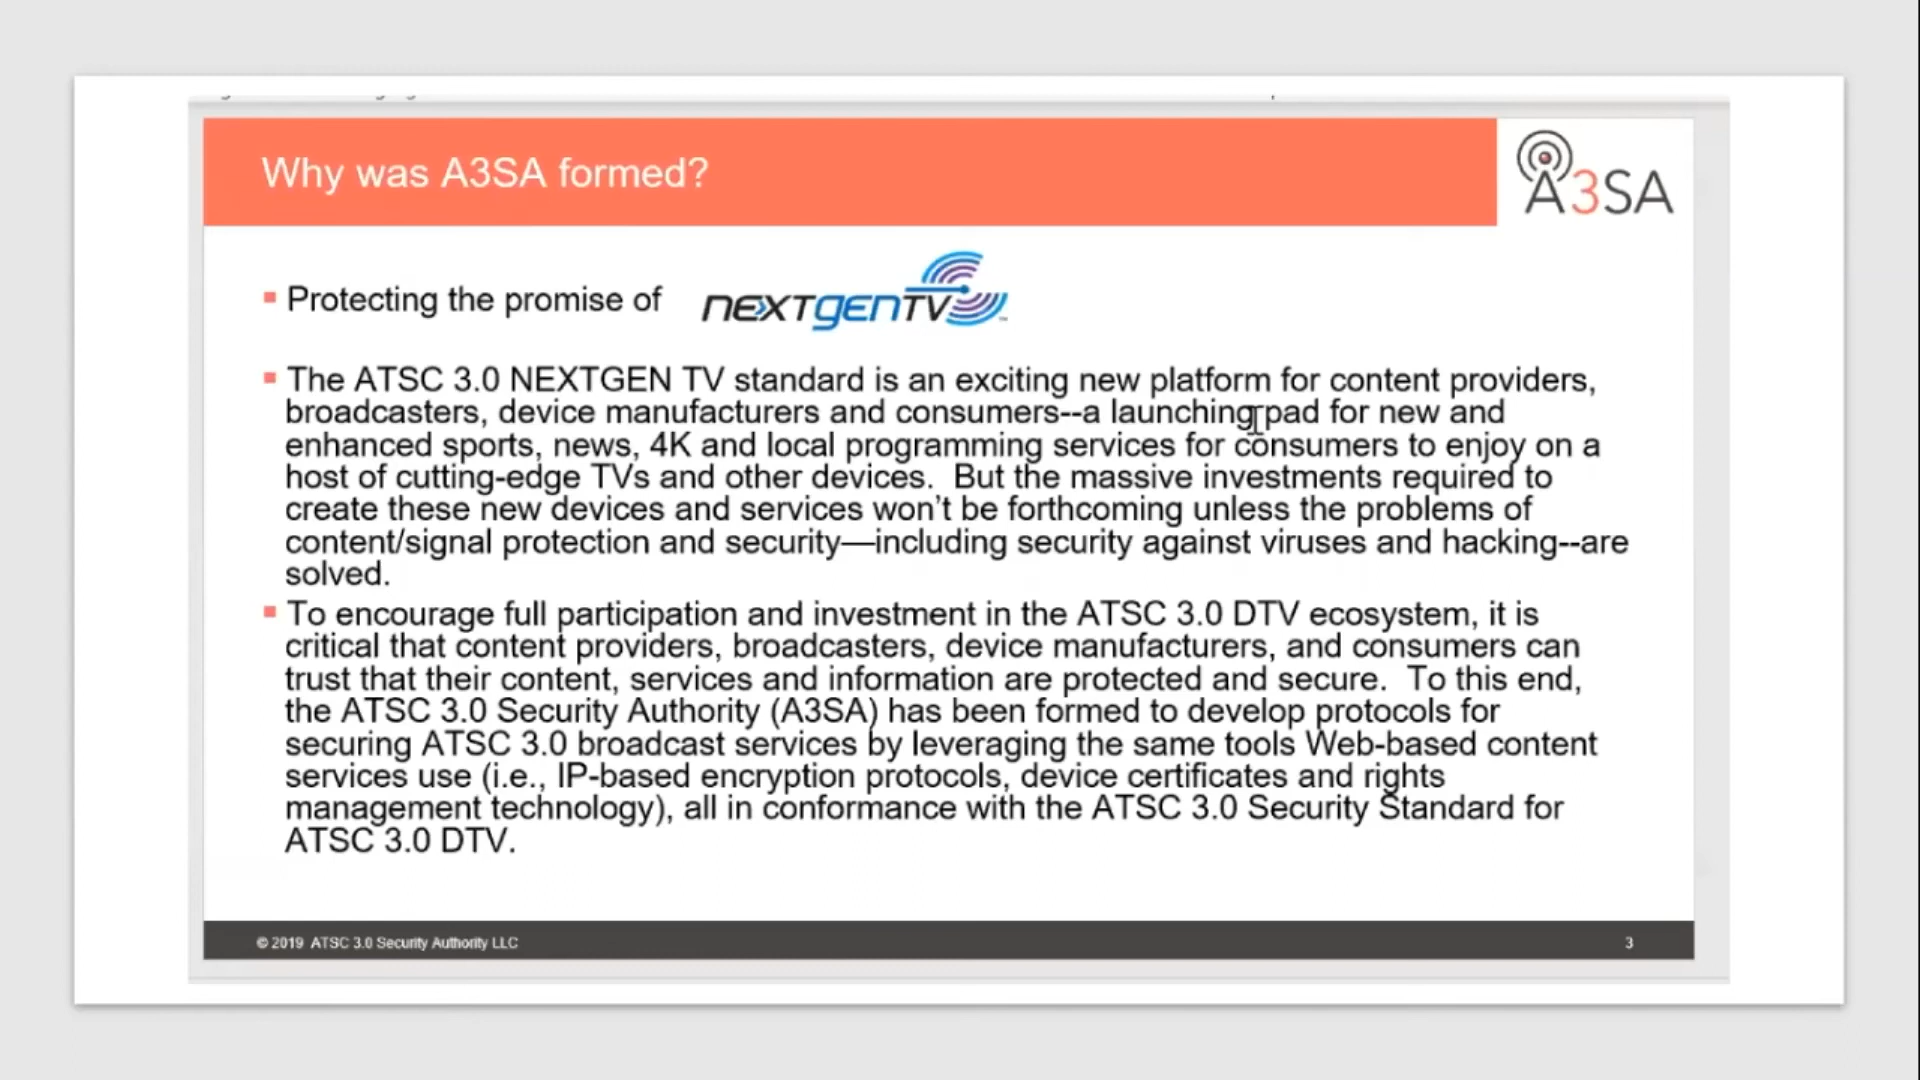 Why was A3SA formed?
A3SA
Protecting the promise of NEXTGENTV
The ATSC 3.0 NEXTGEN TV standard is an exciting new platform for content providers,
broadcasters, device manufacturers and consumers--a launching pad for new and
enhanced sports, news, 4K and local programming services for consumers to enjoy on a
host of cutting-edge TVs and other devices.  But the massive investments required to
create these new devices and services won’t be forthcoming unless the problems of
content/signal protection and security—including security against viruses and hacking--are
solved.
To encourage full participation and investment in the ATSC 3.0 DTV ecosystem, it is
critical that content providers, broadcasters, device manufacturers, and consumers can
trust that their content, services and information are protected and secure.  To this end,
the ATSC 3.0 Security Authority (A3SA) has been formed to develop protocols for
securing ATSC 3.0 broadcast services by leveraging the same tools Web-based content
services use (i.e., IP-based encryption protocols, device certificates and rights
management technology), all in conformance with the ATSC 3.0 Security Standard for
ATSC 3.0 DTV.
© 2019 ATSC 3.0 Security Authority LLC
3